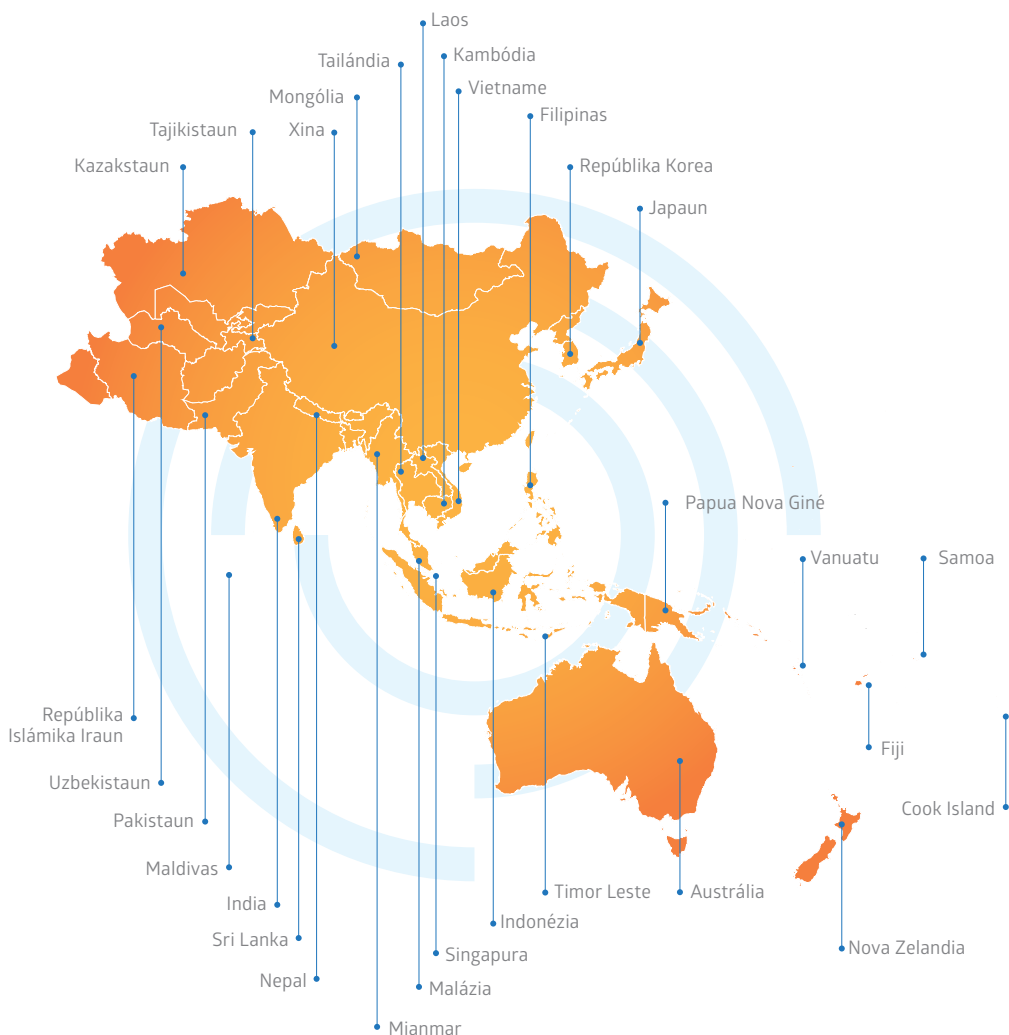 Laos
Tailándia
Kambódia
Vietname
Mongólia
Filipinas
Tajikistaun
Xina
Kazakstaun
Repúblika Korea
Japaun
Papua Nova Giné
Vanuatu
Samoa
Repúblika
Islámika Iraun
Fiji
Uzbekistaun
Cook Island
Pakistaun
Maldivas
India
Timor Leste
Austrália
Indonézia
Sri Lanka
Singapura
Nova Zelandia
Nepal
Malázia
Mianmar